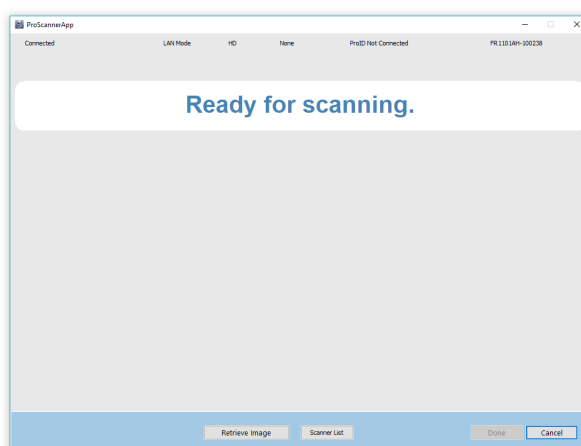 ProScannerApp
Connected LAN Mode HD None ProID Not Connected FR1101AH-100238
Ready for scanning.
Retrieve Image Scanner List Done Cancel